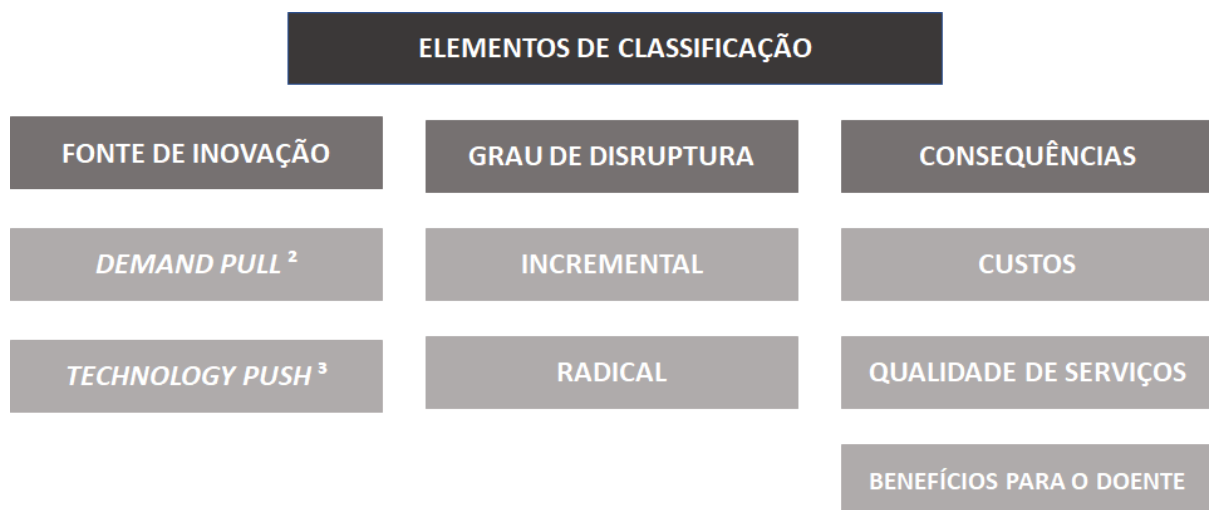 ELEMENTOS DE CLASSIFICAÇÃO
FONTE DE INOVAÇÃO
DEMAND PULL ²
TECHNOLOGY PUSH ³
GRAU DE DISRUPTURA
INCREMENTAL
RADICAL
CONSEQUÊNCIAS
CUSTOS
QUALIDADE DE SERVIÇOS
BENEFÍCIOS PARA O DOENTE